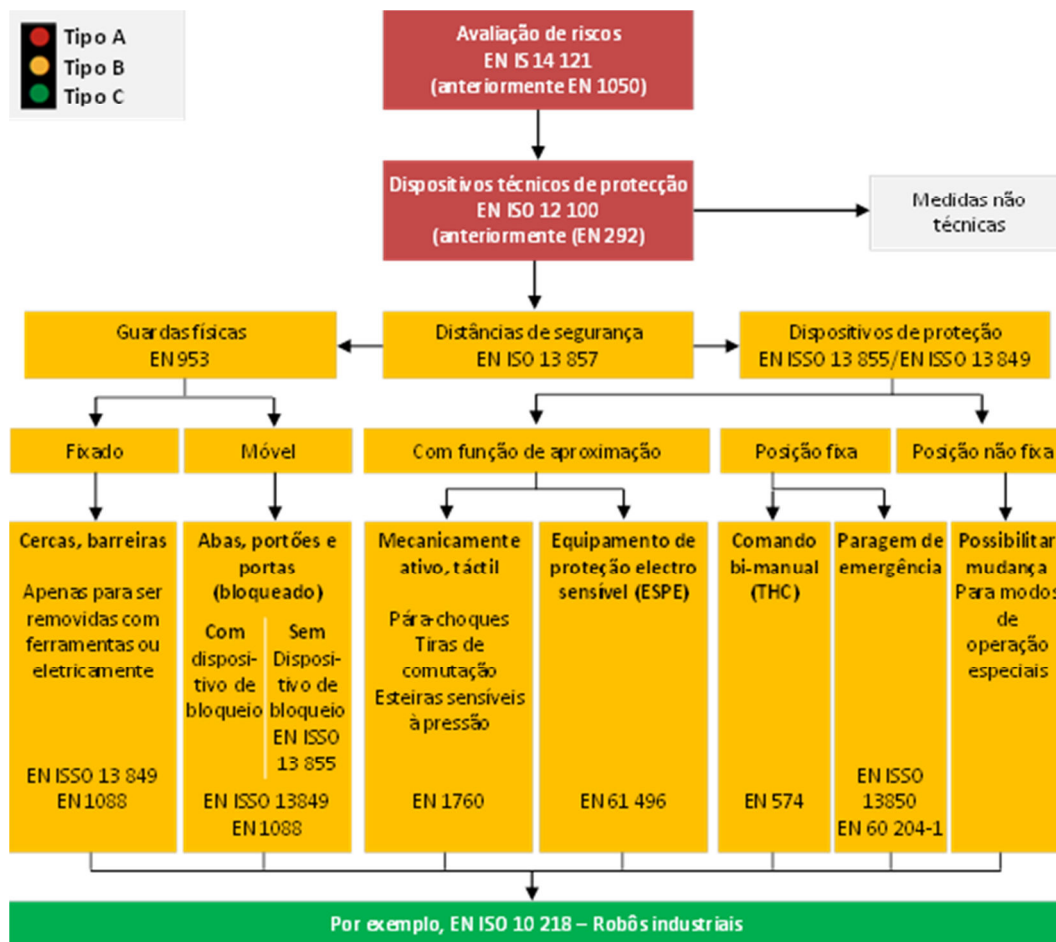 Tipo A
Tipo B
Tipo C
Avaliação de riscos
EN IS 14 121
(anteriormente EN 1050)
Dispositivos técnicos de protecção
EN ISO 12 100
(anteriormente (EN 292)
Medidas não
técnicas
Guardas físicas
EN 953
Distâncias de segurança
EN ISO 13 857
Dispositivos de proteção
EN ISSO 13 855/EN ISSO 13 849
Fixado
Móvel
Com função de aproximação
Posição fixa
Posição não fixa
Cercas, barreiras
Apenas para ser
removidas com
ferramentas ou
eletricamente
EN ISSO 13 849
EN 1088
Abas, portões e
portas
(bloqueado)
Com
disposi-
tivo de
bloqueio
Sem
Disposi-
tivo de
bloqueio
EN ISSO
13 855
EN ISSO 13849
EN 1088
Mecanicamente
ativo, táctil
Pára-choques
Tiras de
comutação
Esteiras sensíveis
à pressão
EN 1760
Equipamento de
proteção electro
sensível (ESPE)
EN 61 496
Comando
bi-manual
(THC)
EN 574
Paragem de
emergência
EN ISSO
13850
EN 60 204-1
Possibilitar
mudança
Para modos
de
operação
especiais
Por exemplo, EN ISO 10 218 – Robôs industriais